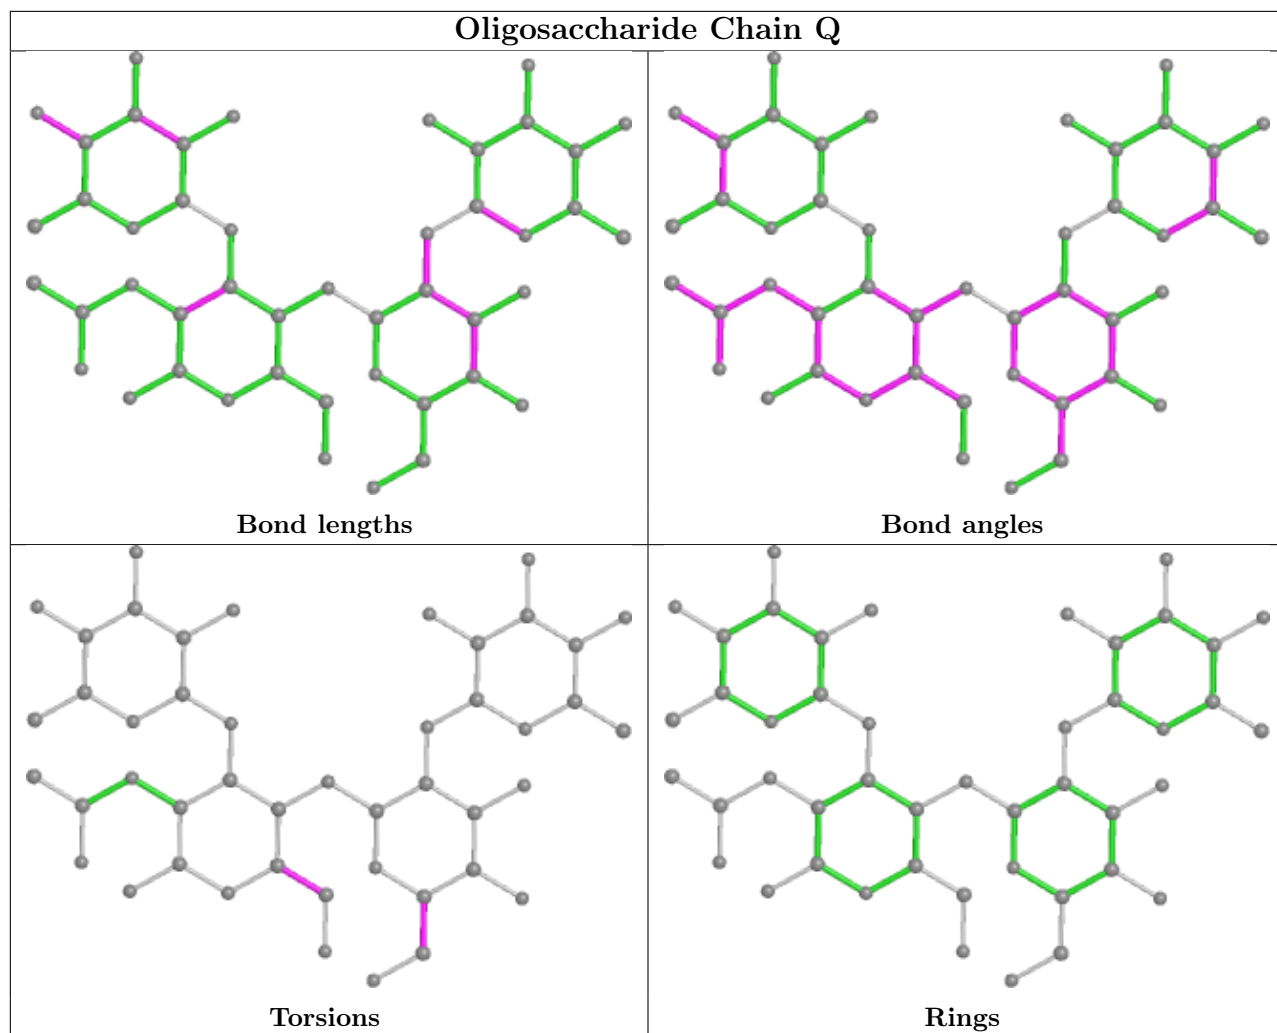 Oligosaccharide Chain Q
Bond lengths
Bond angles
Torsions
Rings